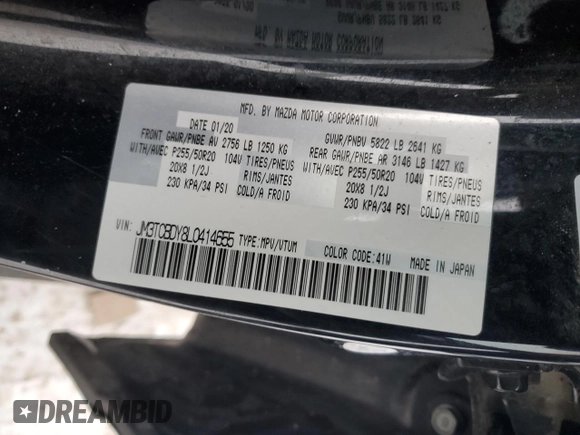 MFD. BY MAZDA MOTOR CORPORATION
DATE 01/20
GVWR/PNBV 5822 LB 2641 KG
FRONT GAWR/PNBE AV 2756 LB 1250 KG
REAR GAWR/PNBE AR 3146 LB 1427 KG
WITH/AVEC P255/50R20 104V TIRES/PNEUS
WITH/AVEC P255/50R20 104V TIRES/PNEUS
20X8 1/2J RIMS/JANTES
20X8 1/2J RIMS/JANTES
230 KPA/34 PSI COLD/A FROID
230 KPA/34 PSI COLD/A FROID
VIN: JM3TCBDY8L0414655 TYPE:MPV/VTUM
COLOR CODE:41W MADE IN JAPAN
DREAMBID